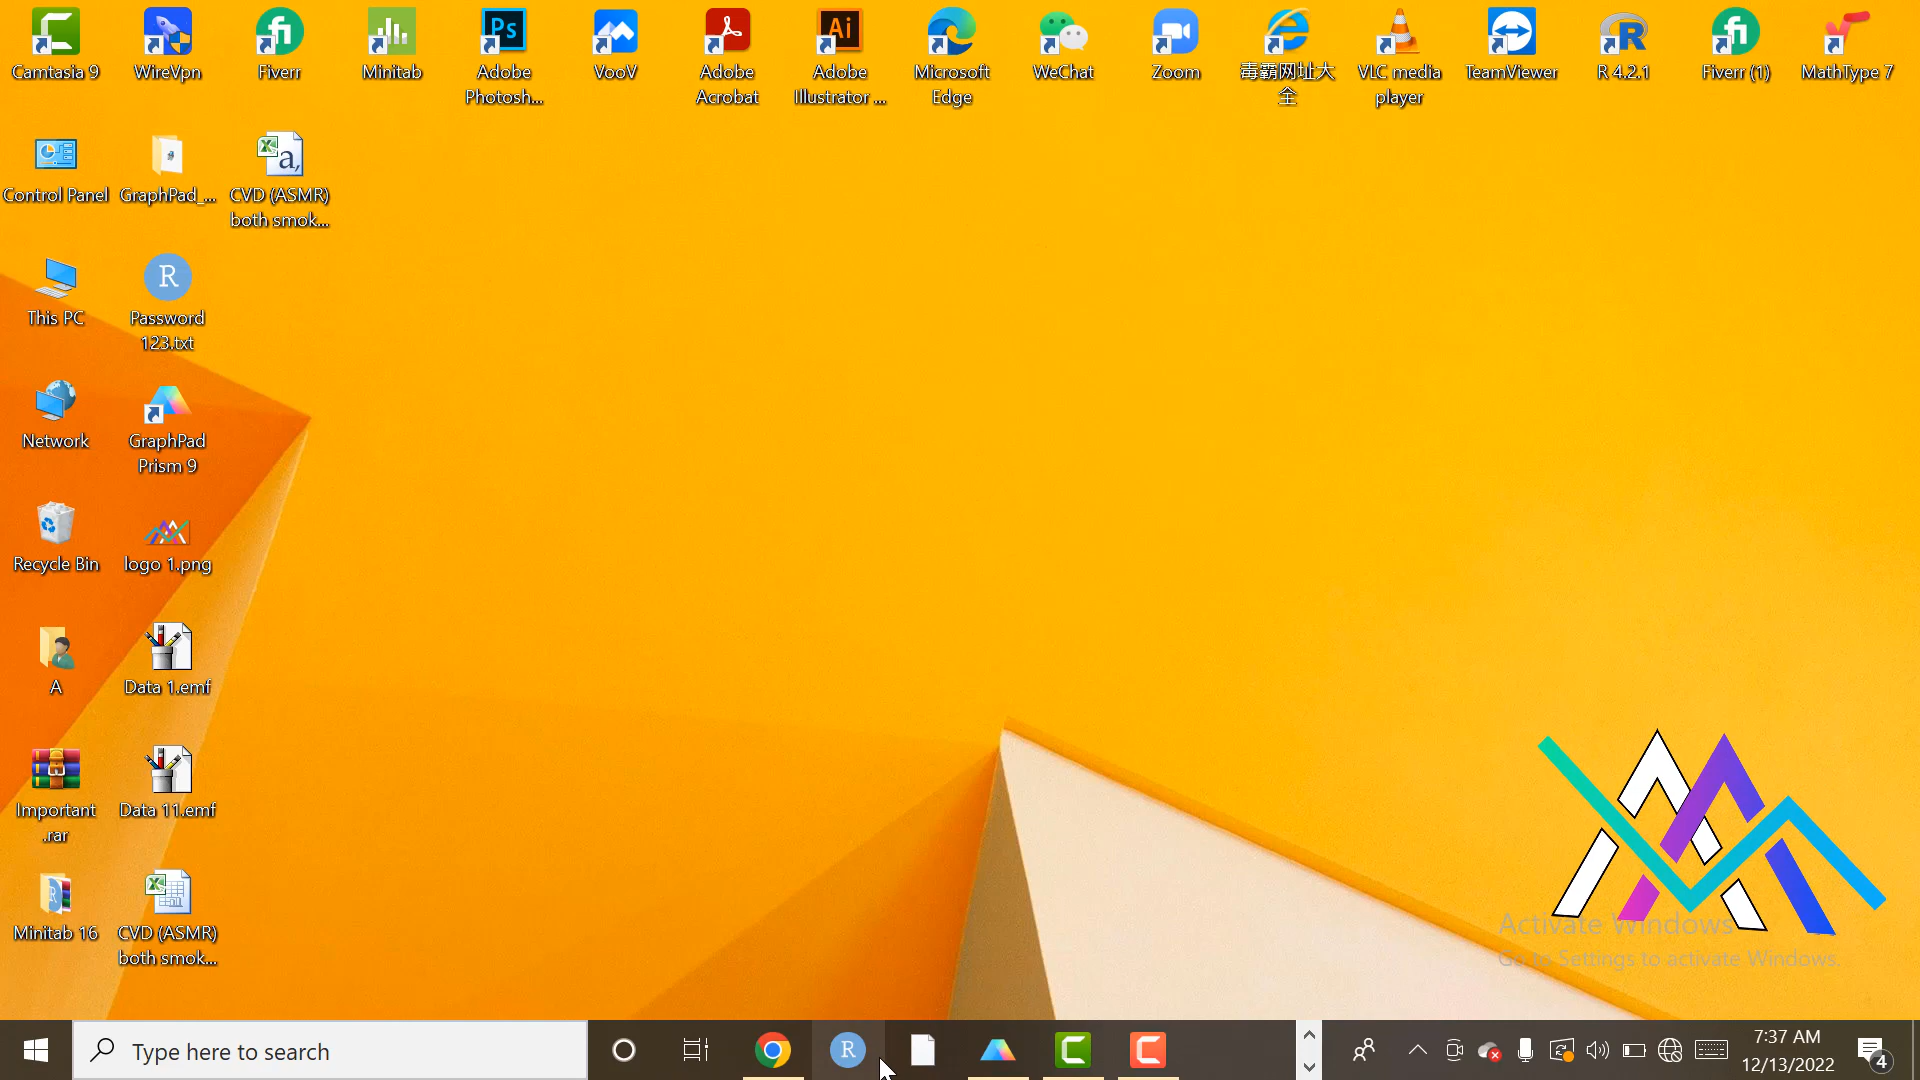 Camtasia 9
WireVpn
Fiverr
Minitab
Adobe
Photosh...
VooV
Adobe
Acrobat
Adobe
Illustrator ...
Microsoft
Edge
WeChat
Zoom
毒霸网址大
全
VLC media
player
TeamViewer
R 4.2.1
Fiverr (1)
MathType 7
Control Panel
GraphPad_...
CVD (ASMR)
both smok...
This PC
Password
123.txt
Network
GraphPad
Prism 9
Recycle Bin
logo 1.png
A
Data 1.emf
Important
.rar
Data 11.emf
Minitab 16
CVD (ASMR)
both smok...
Activate Windows
Go to Settings to activate Windows.
Type here to search
7:37 AM
12/13/2022
4